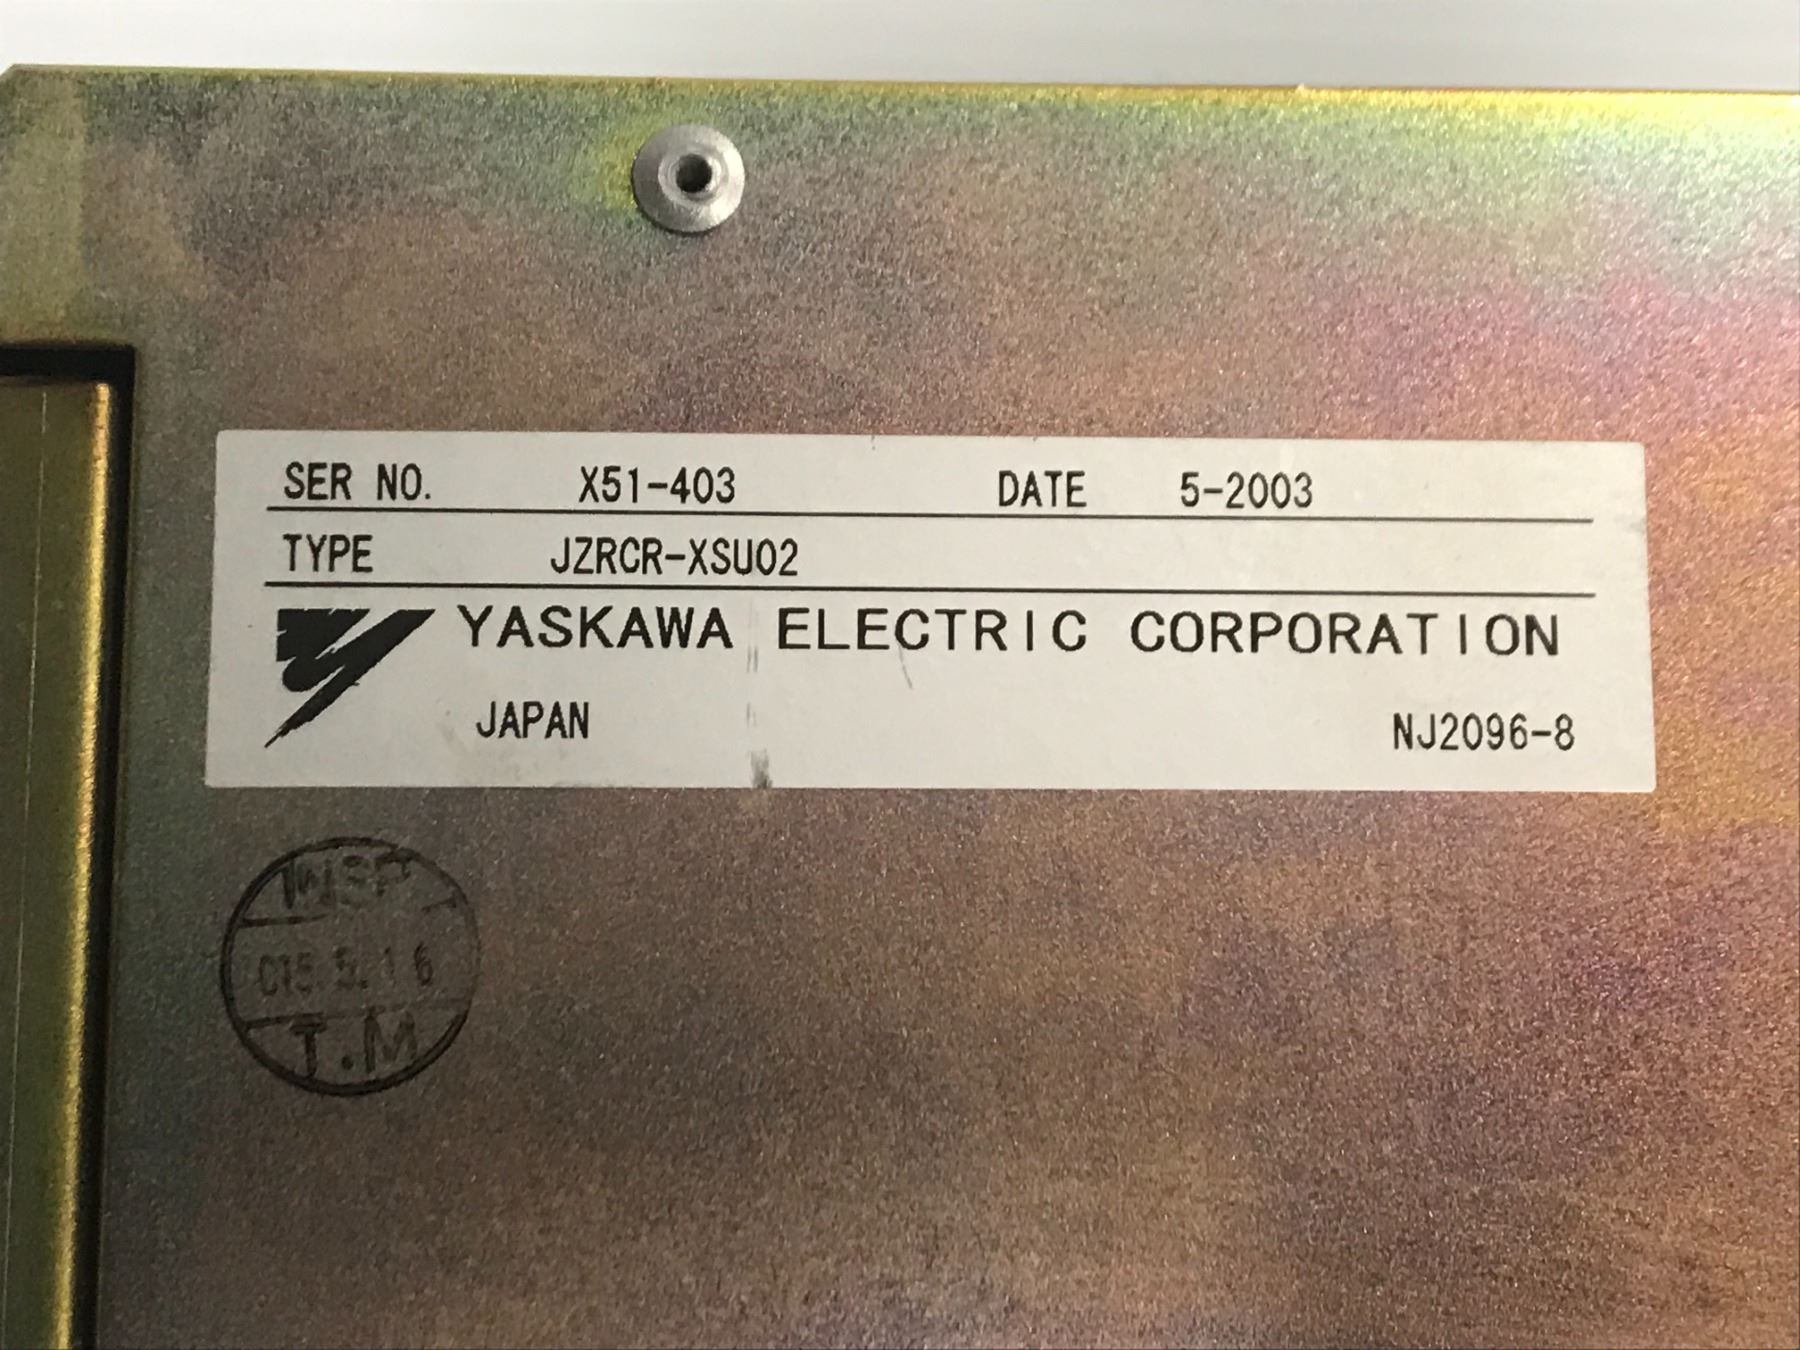 SER NO. X51-403 DATE 5-2003
TYPE JZRCR-XSU02
YASKAWA ELECTRIC CORPORATION
JAPAN NJ2096-8
T.M